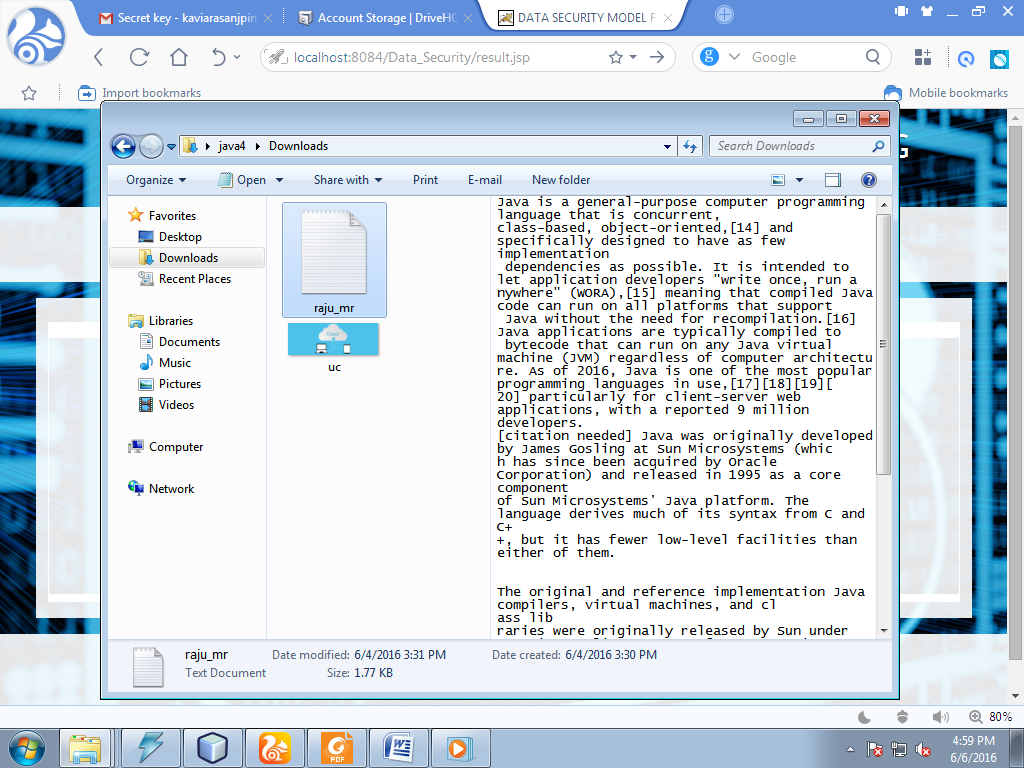 Secret key - kaviarasanjpin
Account Storage | DriveHC
DATA SECURITY MODEL F
localhost:8084/Data_Security/result.jsp
Google
Import bookmarks
Mobile bookmarks
G
java4
Downloads
Search Downloads
Organize
Open
Share with
Print
E-mail
New folder
Favorites
Desktop
Downloads
Recent Places
Libraries
Documents
Music
Pictures
Videos
Computer
Network
raju_mr
uc
Java is a general-purpose computer programming
language that is concurrent,
class-based, object-oriented,[14] and
specifically designed to have as few
implementation
dependencies as possible. It is intended to
let application developers "write once, run a
nywhere" (WORA),[15] meaning that compiled Java
code can run on all platforms that support
Java without the need for recompilation.[16]
Java applications are typically compiled to
bytecode that can run on any Java virtual
machine (JVM) regardless of computer architectu
re. As of 2016, Java is one of the most popular
programming languages in use,[17][18][19][
20] particularly for client-server web
applications, with a reported 9 million
developers.
[citation needed] Java was originally developed
by James Gosling at Sun Microsystems (whic
h has since been acquired by Oracle
Corporation) and released in 1995 as a core
component
of Sun Microsystems' Java platform. The
language derives much of its syntax from C and
C+
+, but it has fewer low-level facilities than
either of them.
The original and reference implementation Java
compilers, virtual machines, and cl
ass lib
raries were originally released by Sun under
raju_mr
Date modified: 6/4/2016 3:31 PM
Date created: 6/4/2016 3:30 PM
Text Document
Size: 1.77 KB
80%
PDF
4:59 PM
6/6/2016